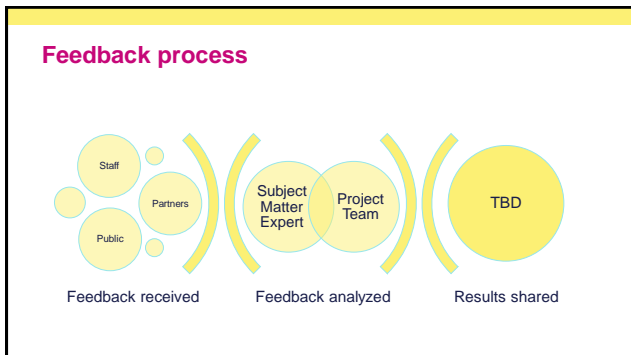 Feedback process
Staff
Partners
Public
Subject
Matter
Expert
Project
Team
TBD
Feedback received
Feedback analyzed
Results shared